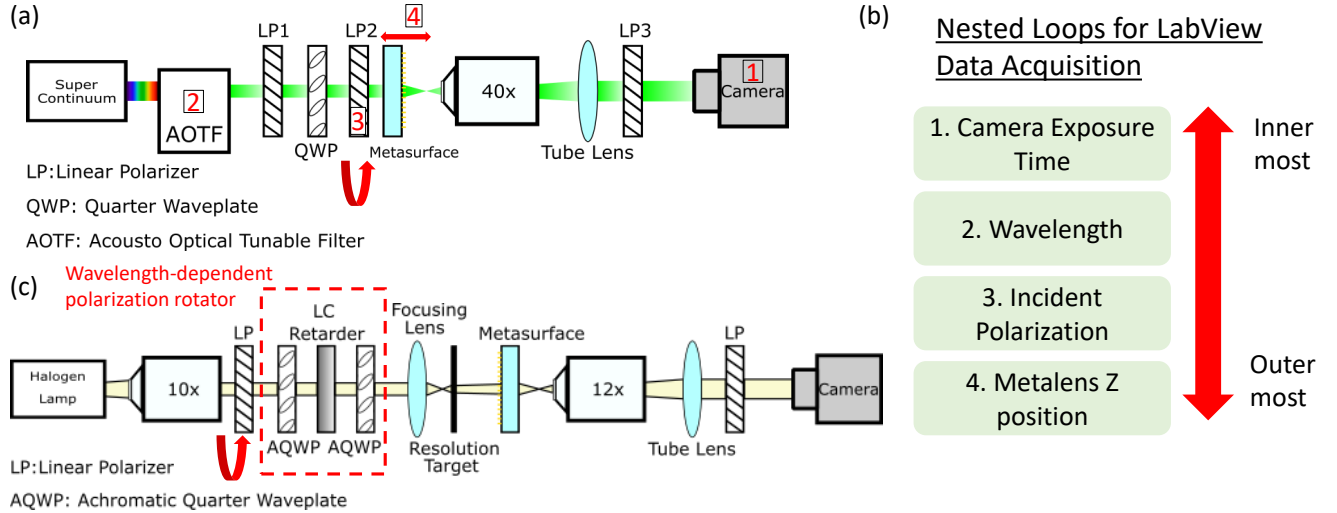 (a)
LP1
LP2
4
LP3
Super
Continuum
2
AOTF
3
QWP
Metasurface
40x
Tube Lens
1
Camera
LP:Linear Polarizer
QWP: Quarter Waveplate
AOTF: Acousto Optical Tunable Filter
(b)
Nested Loops for LabView
Data Acquisition
1. Camera Exposure
Time
2. Wavelength
3. Incident
Polarization
4. Metalens Z
position
Inner
most
Outer
most
(c)
Wavelength-dependent
polarization rotator
Halogen
Lamp
10x
LP
LC
Retarder
AQWP
AQWP
Focusing
Lens
Resolution
Target
Metasurface
12x
Tube Lens
LP
Camera
LP:Linear Polarizer
AQWP: Achromatic Quarter Waveplate